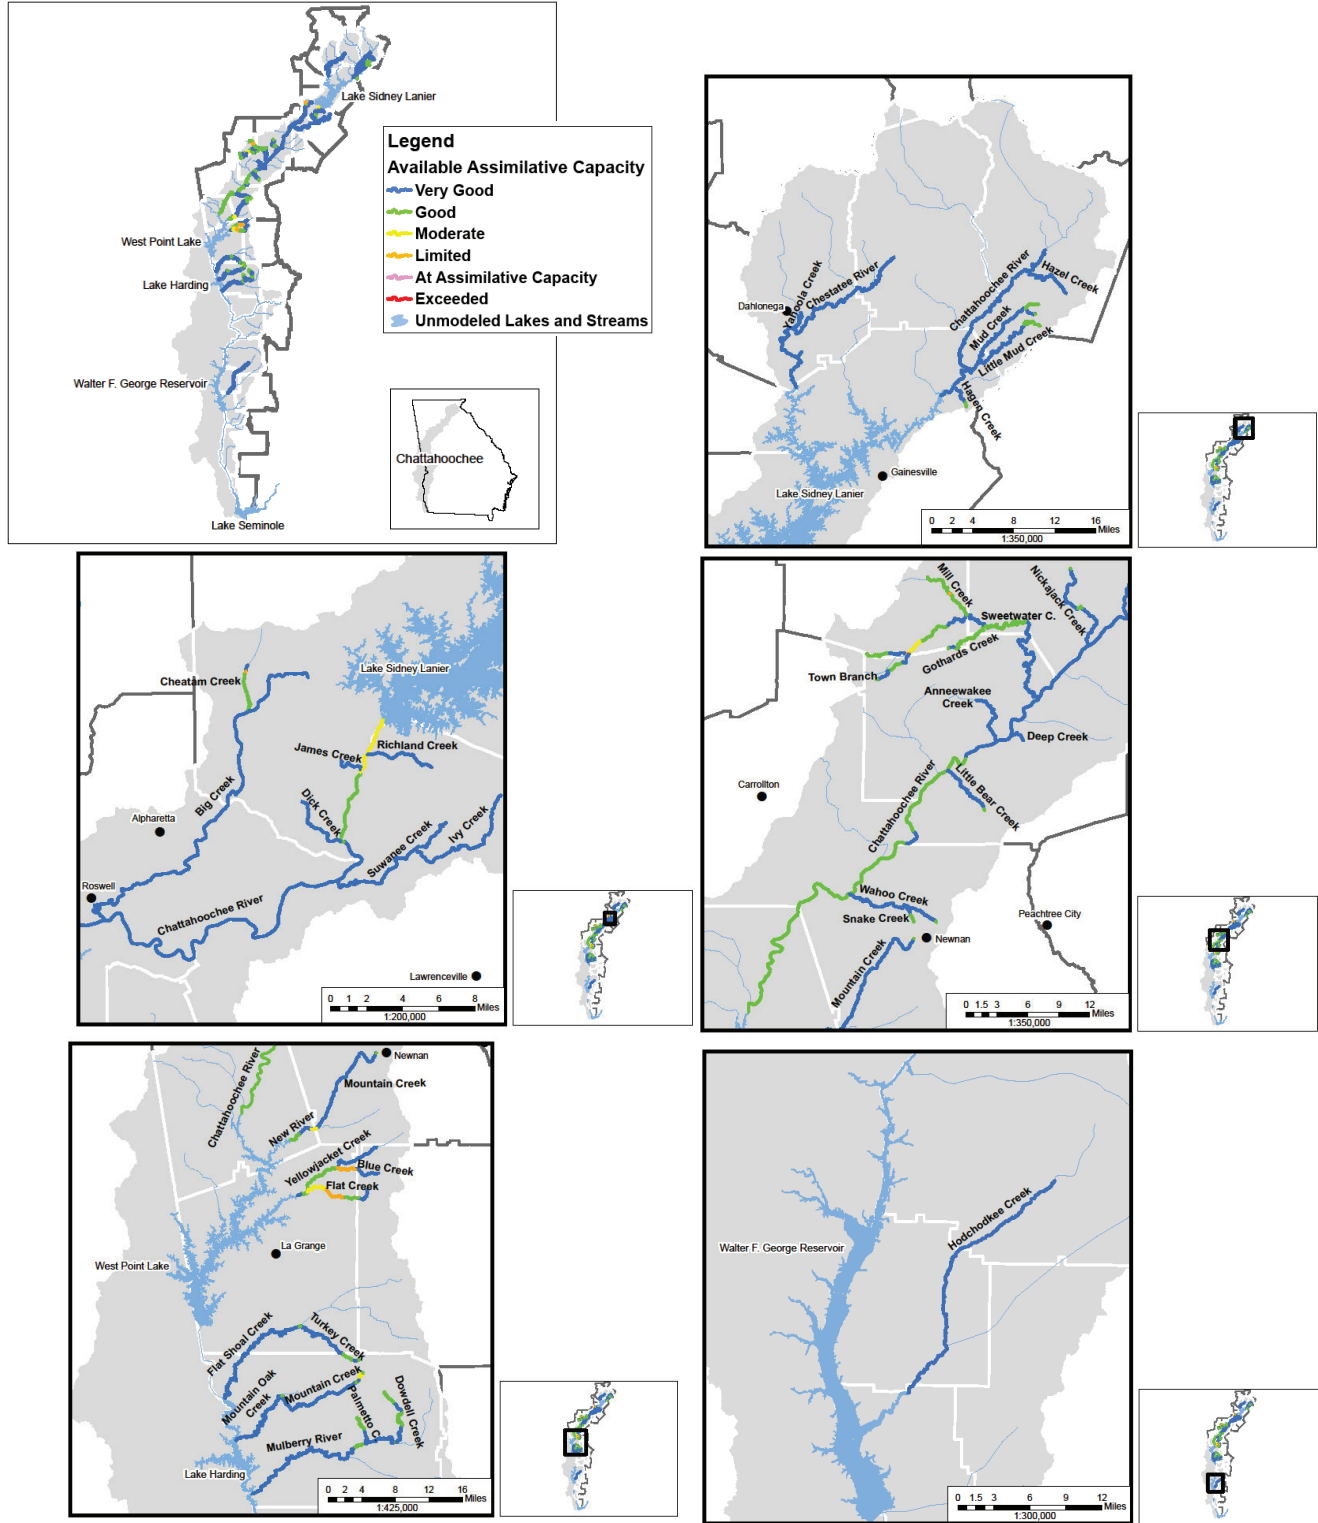 Lake Sidney Lanier
West Point Lake
Lake Harding
Walter F. George Reservoir
Lake Seminole
Legend
Available Assimilative Capacity
Very Good
Good
Moderate
Limited
At Assimilative Capacity
Exceeded
Unmodeled Lakes and Streams
Chattahoochee
Yahoola Creek
Chestatee River
Dahlonega
Chattahoochee River
Hazel Creek
Mud Creek
Little Mud Creek
Hagen Creek
Gainesville
Lake Sidney Lanier
0 2 4 8 12 16
Miles
1:350,000
Lake Sidney Lanier
Cheatam Creek
James Creek
Richland Creek
Big Creek
Dick Creek
Alpharetta
Suwanee Creek
Ivy Creek
Roswell
Chattahoochee River
Lawrenceville
0 1 2 4 6 8
Miles
1:200,000
Mill Creek
Nickajack Creek
Sweetwater C.
Gothards Creek
Town Branch
Anneewakee
Creek
Deep Creek
Carrollton
Chattahoochee River
Little Bear Creek
Wahoo Creek
Snake Creek
Peachtree City
Newnan
Mountain Creek
0 1.5 3 6 9 12
Miles
1:350,000
Chattahoochee River
Newnan
Mountain Creek
New River
Yellowjacket Creek
Blue Creek
Flat Creek
La Grange
West Point Lake
Flat Shoal Creek
Turkey Creek
Mountain Oak
Creek
Mountain Creek
Palmetto C.
Dowdell Creek
Mulberry River
Lake Harding
0 2 4 8 12 16
Miles
1:425,000
Hodchodkee Creek
Walter F. George Reservoir
0 1.5 3 6 9 12
Miles
1:300,000